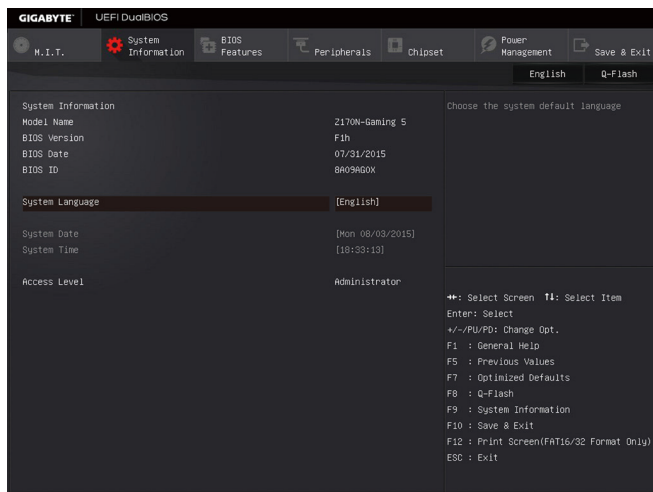 GIGABYTE™ UEFI DualBIOS
M.I.T. System Information BIOS Features Peripherals Chipset Power Management Save & Exit
English Q-Flash
System Information
Choose the system default language
Model Name Z170N-Gaming 5
BIOS Version F1h
BIOS Date 07/31/2015
BIOS ID 8A09AG0X
System Language [English]
System Date [Mon 08/03/2015]
System Time [18:33:13]
Access Level Administrator
→←: Select Screen ↑↓: Select Item
Enter: Select
+/-/PU/PD: Change Opt.
F1 : General Help
F5 : Previous Values
F7 : Optimized Defaults
F8 : Q-Flash
F9 : System Information
F10 : Save & Exit
F12 : Print Screen(FAT16/32 Format Only)
ESC : Exit